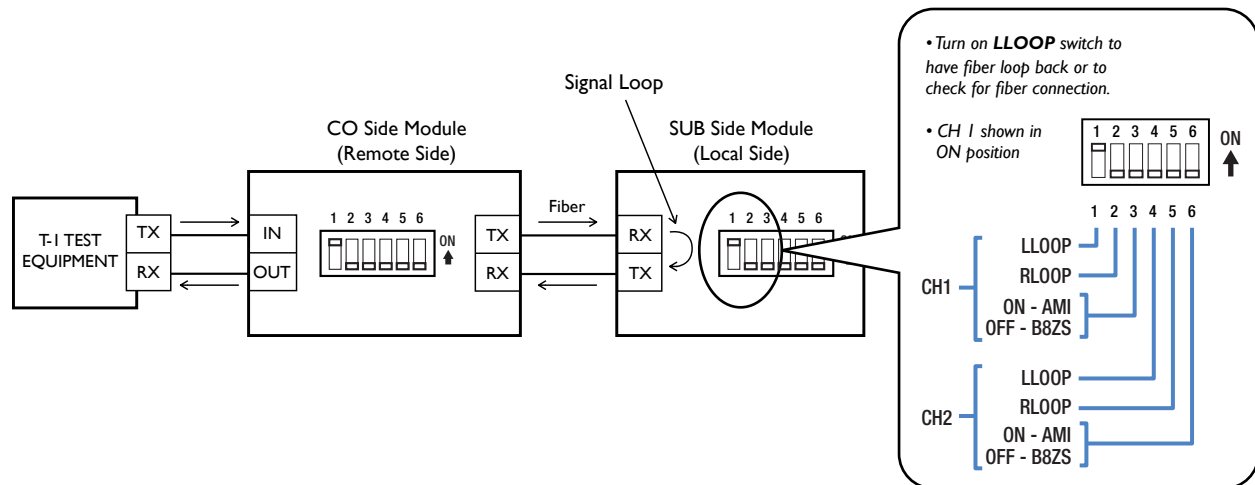 Signal Loop
CO Side Module
(Remote Side)
SUB Side Module
(Local Side)
T-1 TEST
EQUIPMENT
TX
RX
IN
OUT
1 2 3 4 5 6
ON
TX
RX
Fiber
RX
TX
1 2 3 4 5 6
• Turn on LLOOP switch to
have fiber loop back or to
check for fiber connection.
• CH 1 shown in
ON position
1 2 3 4 5 6
ON
1 2 3 4 5 6
CH1
LLOOP
RLOOP
ON - AMI
OFF - B8ZS
CH2
LLOOP
RLOOP
ON - AMI
OFF - B8ZS